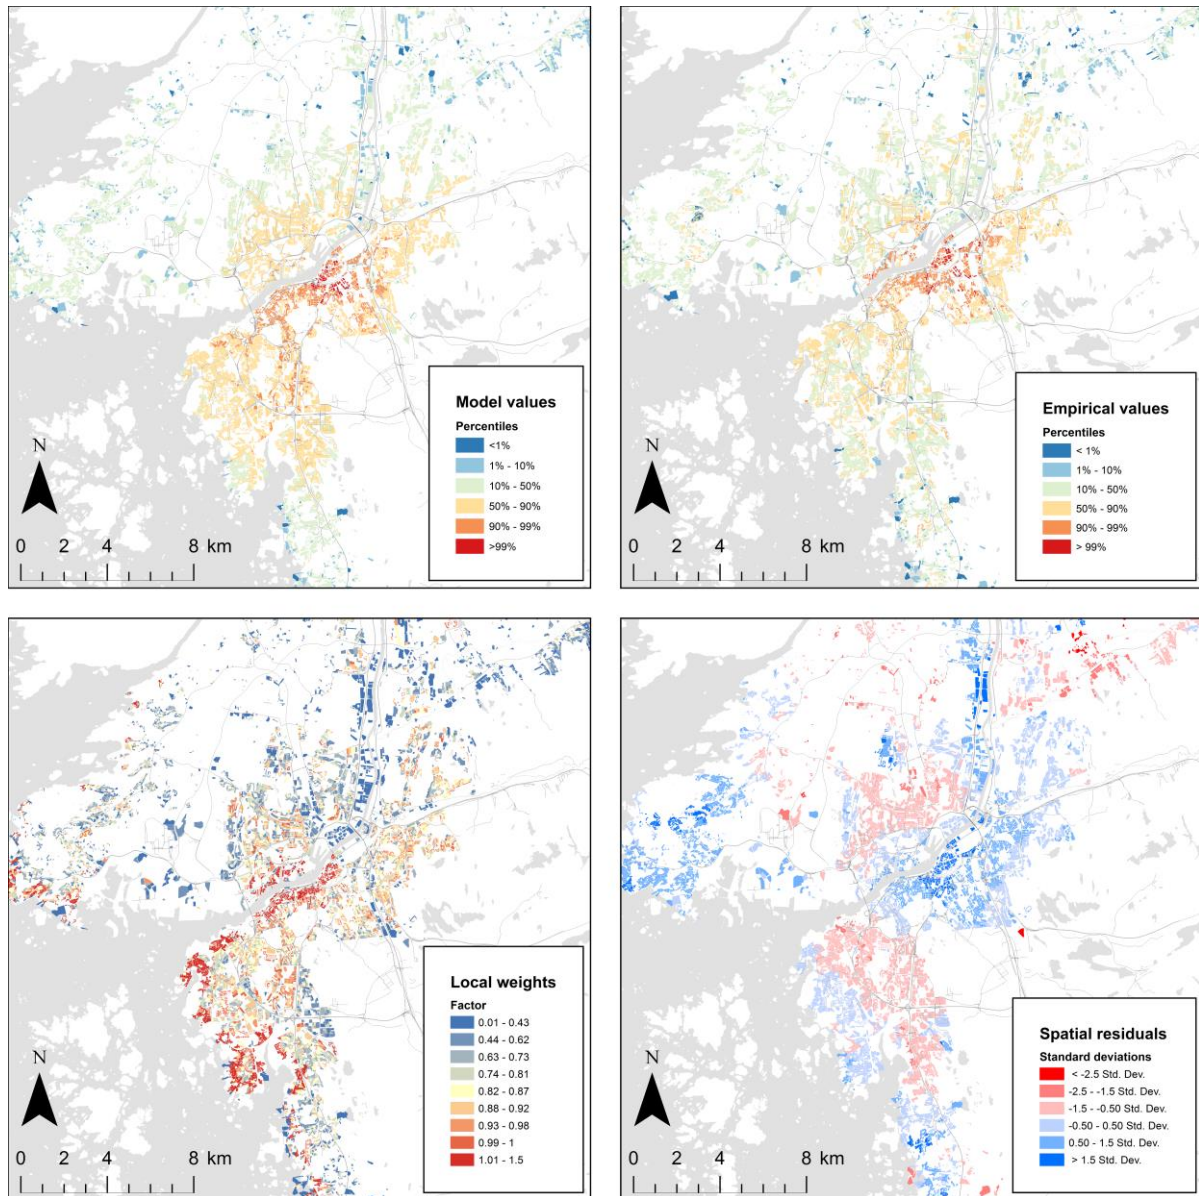 Model values
Percentiles
<1%
1% - 10%
10% - 50%
50% - 90%
90% - 99%
>99%
N
0 2 4 8 km
Empirical values
Percentiles
< 1%
1% - 10%
10% - 50%
50% - 90%
90% - 99%
> 99%
N
0 2 4 8 km
Local weights
Factor
0.01 - 0.43
0.44 - 0.62
0.63 - 0.73
0.74 - 0.81
0.82 - 0.87
0.88 - 0.92
0.93 - 0.98
0.99 - 1
1.01 - 1.5
N
0 2 4 8 km
Spatial residuals
Standard deviations
< -2.5 Std. Dev.
-2.5 - -1.5 Std. Dev.
-1.5 - -0.50 Std. Dev.
-0.50 - 0.50 Std. Dev.
0.50 - 1.5 Std. Dev.
> 1.5 Std. Dev.
N
0 2 4 8 km